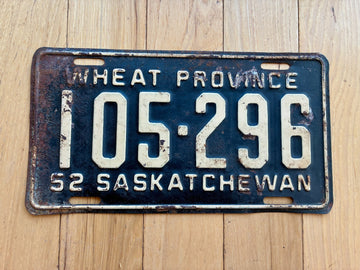 WHEAT PROVINCE
105-296
52 SASKATCHEWAN